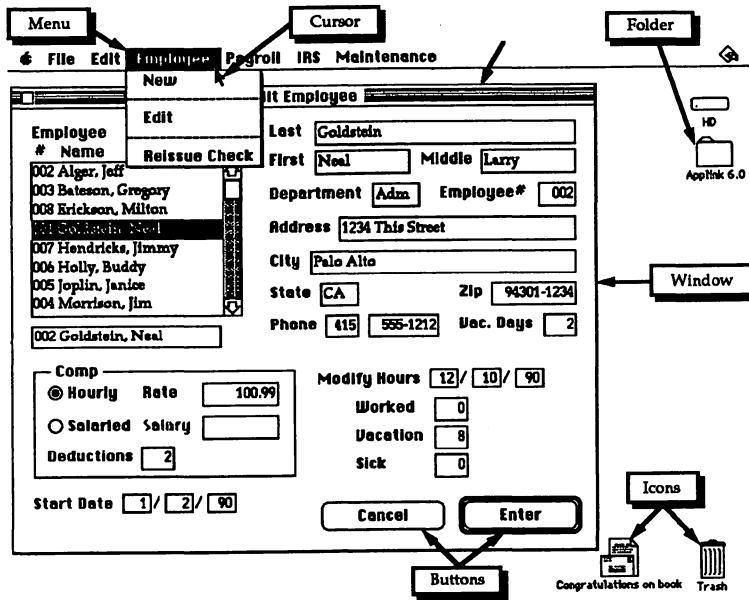 Menu
Cursor
Folder
File Edit Employee Payroll IRS Maintenance
New
Edit
Reissue Check
HD
Applink 6.0
it Employee
Employee
# Name
002 Alger, Jeff
003 Bateson, Gregory
008 Erickson, Milton
Goldstein, Neal
007 Hendricks, Jimmy
006 Holly, Buddy
005 Joplin, Janice
004 Morrison, Jim
002 Goldstein, Neal
Last Goldstein
First Neal Middle Larry
Department Adm Employee# 002
Address 1234 This Street
City Palo Alto
State CA Zip 94301-1234
Phone 415 555-1212 Vac. Days 2
Window
Comp
Hourly Rate 100.99
Salaried Salary
Deductions 2
Start Date 1/ 2/ 90
Modify Hours 12/ 10/ 90
Worked 0
Vacation 8
Sick 0
Cancel Enter
Buttons
Icons
Congratulations on book Trash